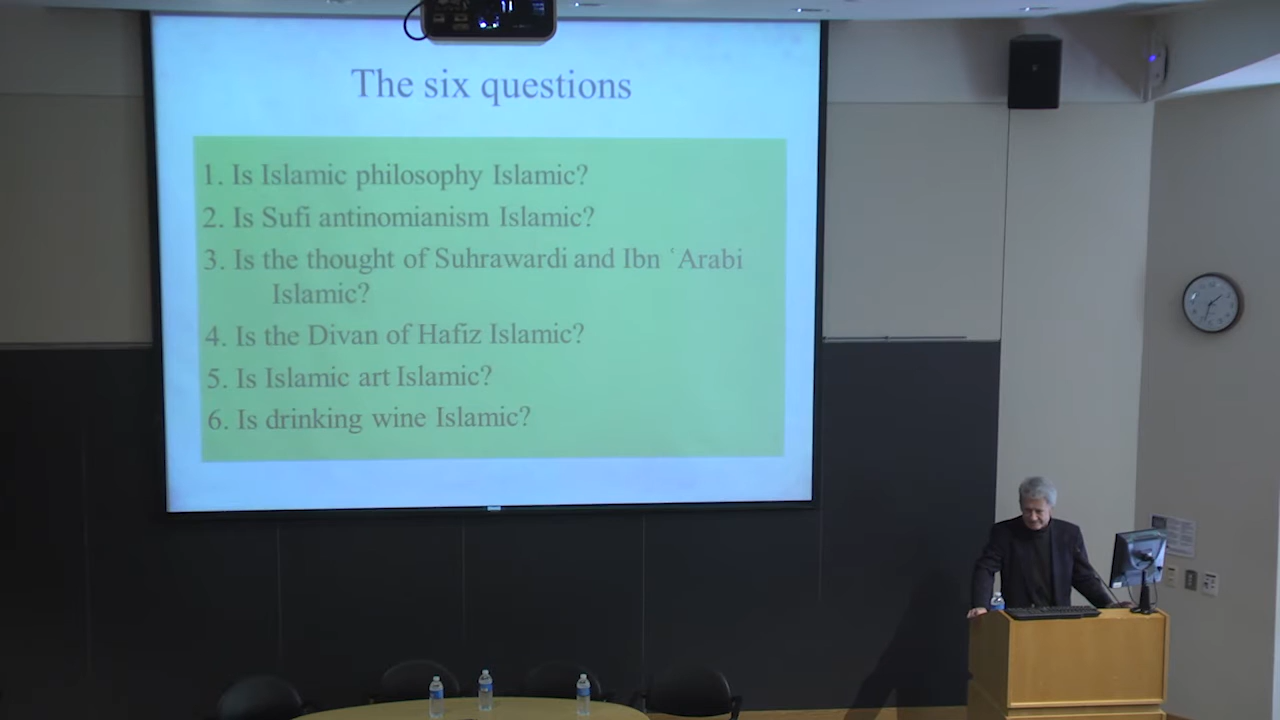 The six questions
1. Is Islamic philosophy Islamic?
2. Is Sufi antinomianism Islamic?
3. Is the thought of Suhrawardi and Ibn ʿArabi
Islamic?
4. Is the Divan of Hafiz Islamic?
5. Is Islamic art Islamic?
6. Is drinking wine Islamic?